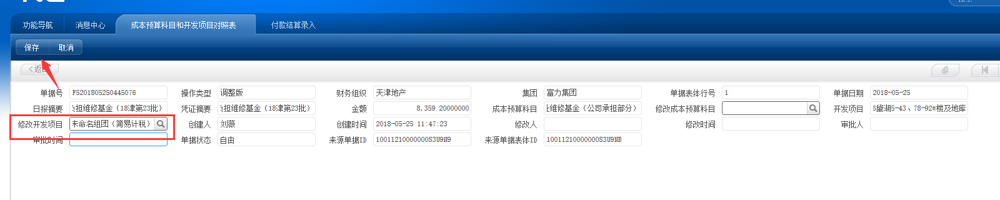 功能导航 消息中心 成本预算科目和开发项目对照表 付款结算录入
保存 取消
单据号 F5201805250445076 操作类型 调整版 财务组织 天津地产 集团 富力集团 单据表体行号 1 单据日期 2018-05-25
日报摘要 担维修基金（18津第23批） 凭证摘要 担维修基金（18津第23批） 金额 8,359.20000000 成本预算科目 维修基金（公司承担部分） 修改成本预算科目 开发项目 黛湖5-43、78-92#楼及地库
修改开发项目 未命名组团（简易计税） 创建人 刘薇 创建时间 2018-05-25 11:47:23 修改人 修改时间 审批人
审批时间 单据状态 自由 来源单据ID 10011210000000S3U9N9 来源单据表体ID 10011210000000S3U9NB